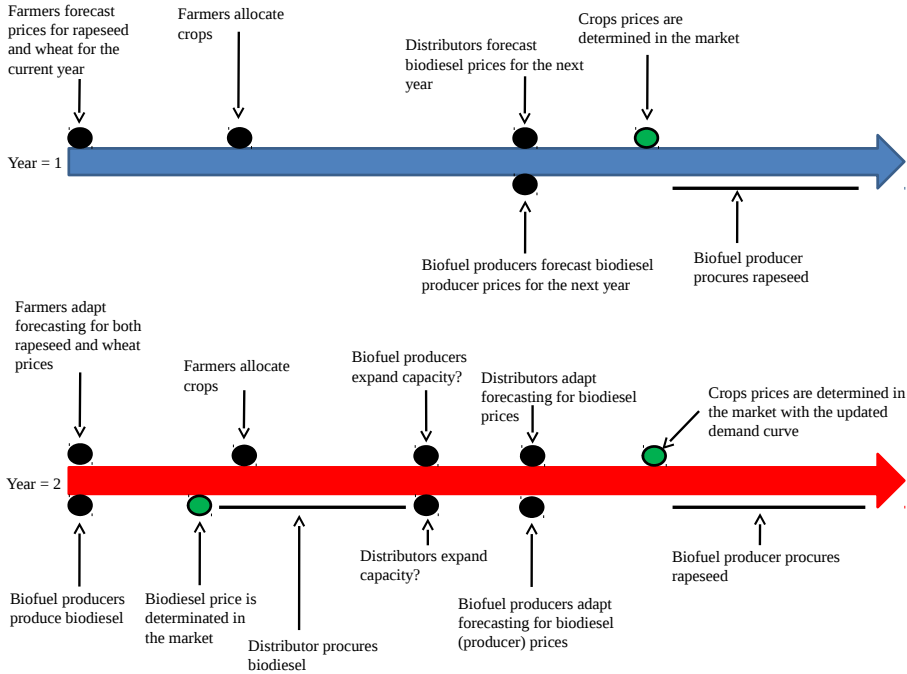 Farmers forecast
prices for rapeseed
and wheat for the
current year
Farmers allocate
crops
Distributors forecast
biodiesel prices for the next
year
Crops prices are
determined in the market
Year = 1
Biofuel producers forecast biodiesel
producer prices for the next year
Biofuel producer
procures rapeseed
Farmers adapt
forecasting for both
rapeseed and wheat
prices
Farmers allocate
crops
Biofuel producers
expand capacity?
Distributors adapt
forecasting for biodiesel
prices
Crops prices are determined in
the market with the updated
demand curve
Year = 2
Biofuel producers
produce biodiesel
Biodiesel price is
determinated in
the market
Distributor procures
biodiesel
Distributors expand
capacity?
Biofuel producers adapt
forecasting for biodiesel
(producer) prices
Biofuel producer procures
rapeseed